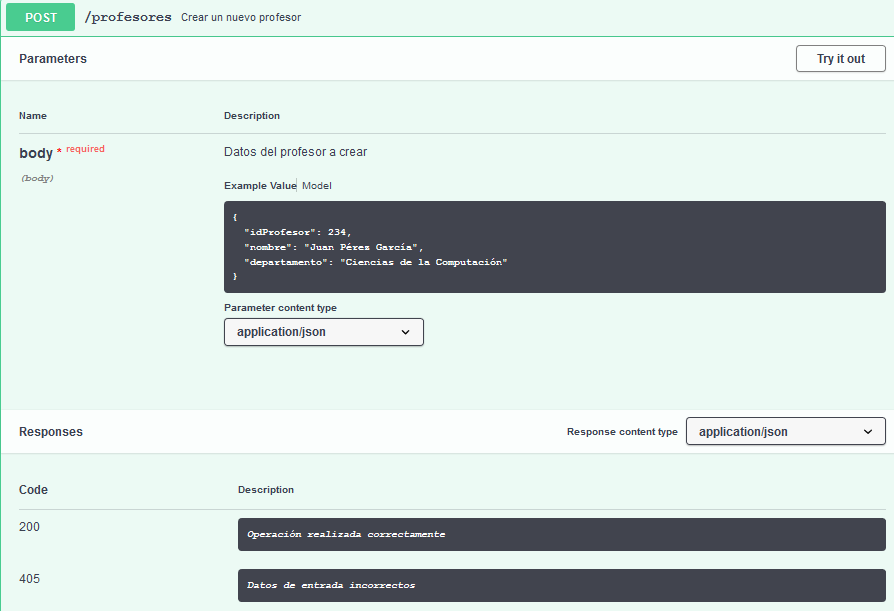 POST /profesores Crear un nuevo profesor
Parameters Try it out
Name Description
body * required Datos del profesor a crear
(body)
Example Value Model
{
"idProfesor": 234,
"nombre": "Juan Pérez García",
"departamento": "Ciencias de la Computación"
}
Parameter content type
application/json
Responses Response content type application/json
Code Description
200 Operación realizada correctamente
405 Datos de entrada incorrectos